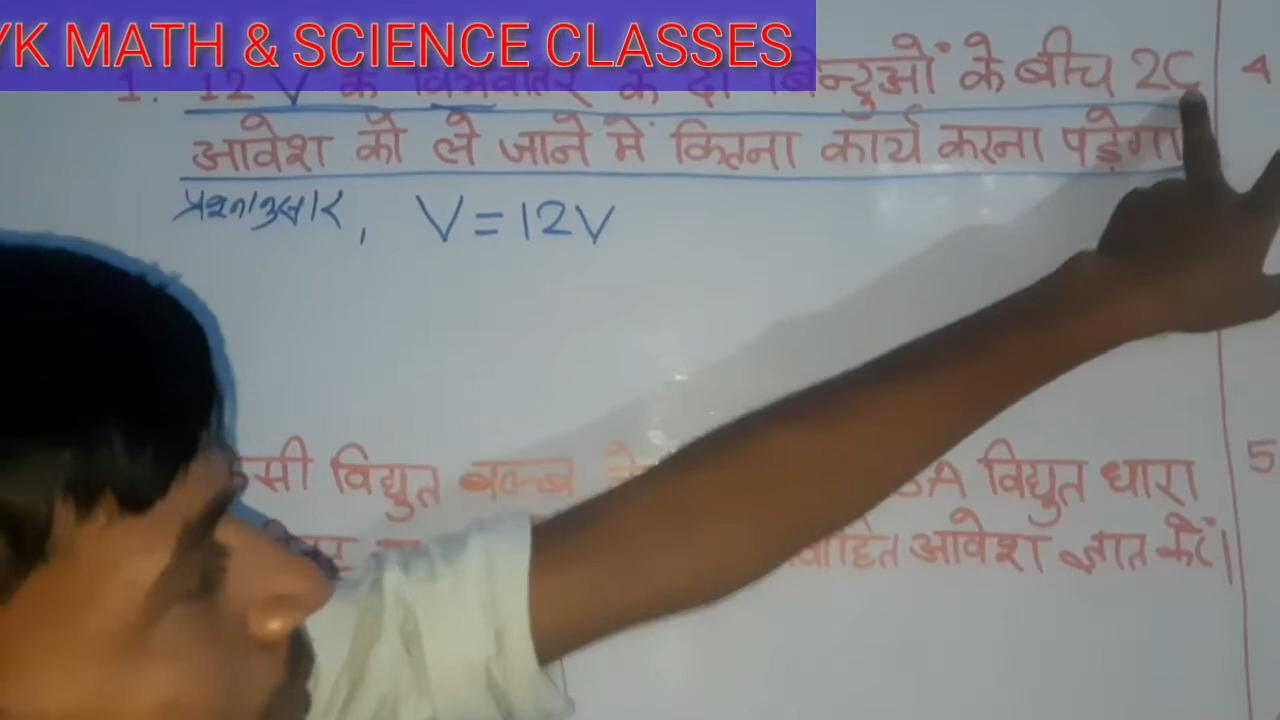 YK MATH & SCIENCE CLASSES
1. 12 V के विभवांतर के दो बिन्दुओं के बीच 2C
आवेश को ले जाने में कितना कार्य करना पड़ेगा
प्रश्नानुसार, V = 12V
4
सी विद्युत बल्ब A विद्युत धारा
5
आवेश ज्ञात करें।